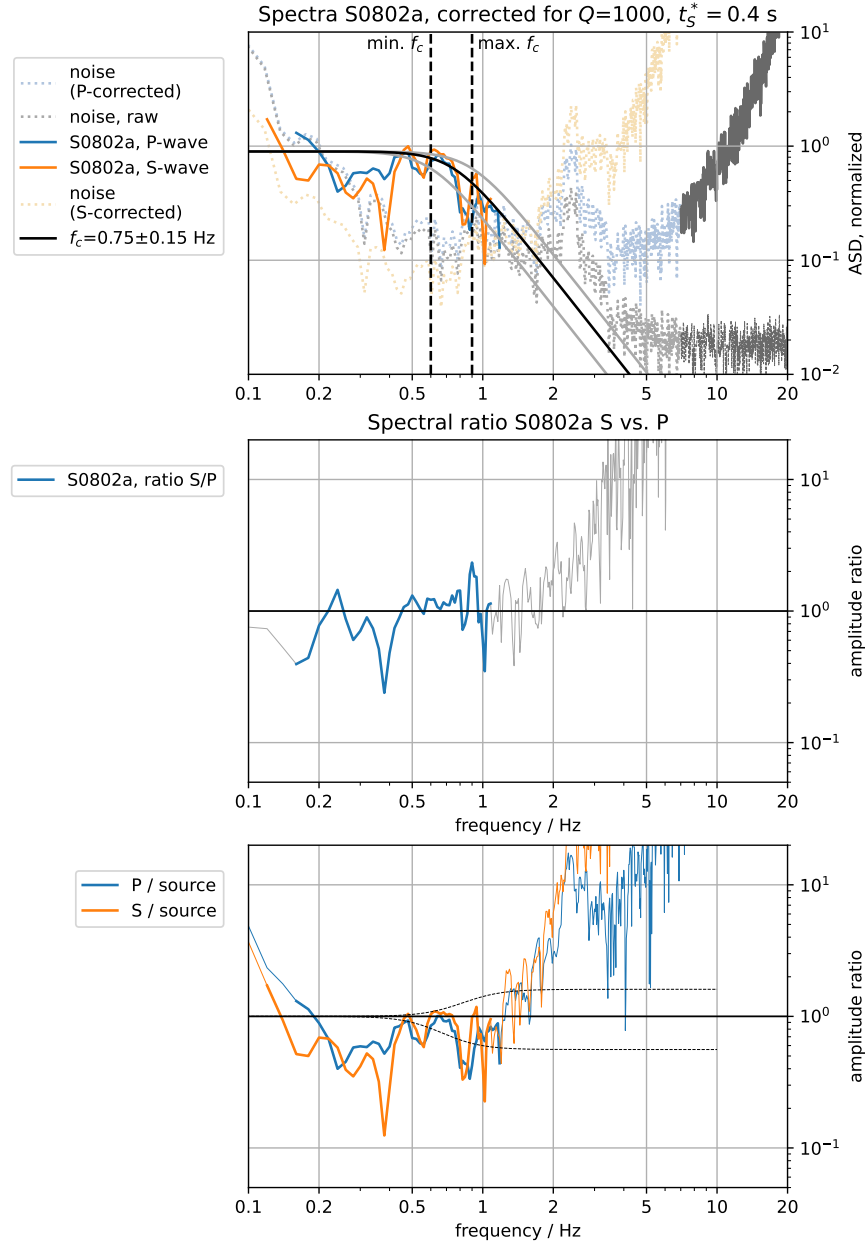 Spectra S0802a, corrected for Q=1000, t_S^* = 0.4 s
noise
(P-corrected)
noise, raw
S0802a, P-wave
S0802a, S-wave
noise
(S-corrected)
f_c=0.75±0.15 Hz
min. f_c
max. f_c
10^1
10^0
10^-1
10^-2
ASD, normalized
0.1 0.2 0.5 1 2 5 10 20
Spectral ratio S0802a S vs. P
S0802a, ratio S/P
10^1
10^0
10^-1
amplitude ratio
0.1 0.2 0.5 1 2 5 10 20
frequency / Hz
P / source
S / source
10^1
10^0
10^-1
amplitude ratio
0.1 0.2 0.5 1 2 5 10 20
frequency / Hz